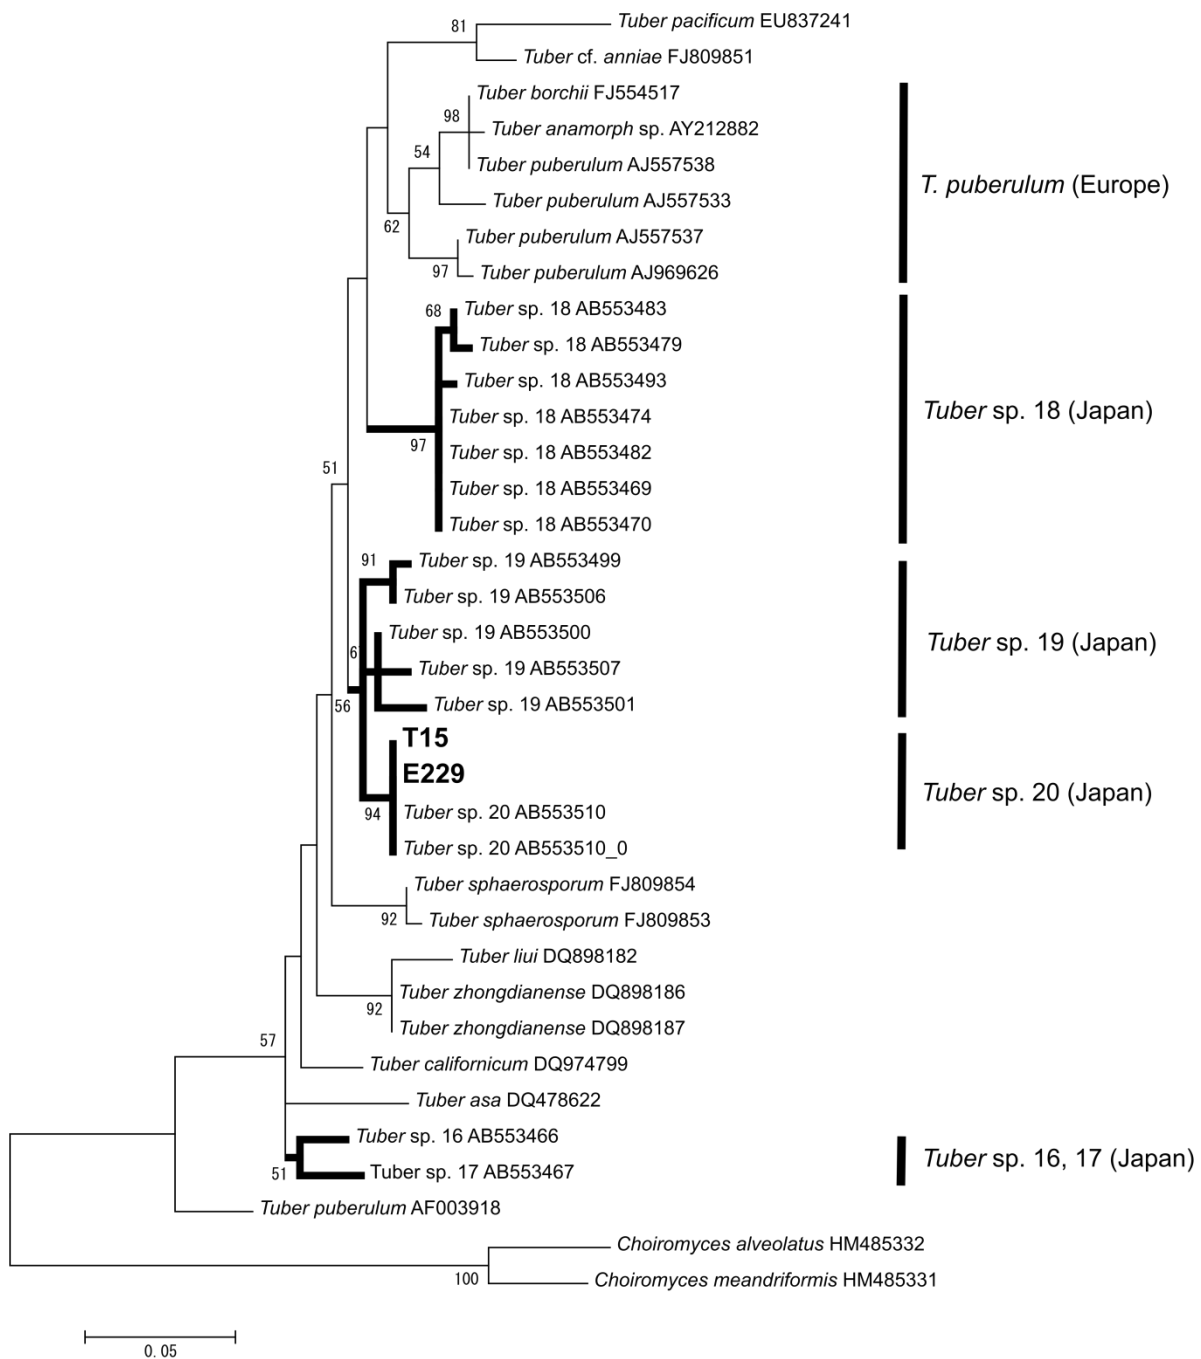 81
Tuber pacificum EU837241
Tuber cf. anniae FJ809851
Tuber borchii FJ554517
98
Tuber anamorph sp. AY212882
54
Tuber puberulum AJ557538
T. puberulum (Europe)
Tuber puberulum AJ557533
62
Tuber puberulum AJ557537
97
Tuber puberulum AJ969626
68
Tuber sp. 18 AB553483
Tuber sp. 18 AB553479
Tuber sp. 18 AB553493
Tuber sp. 18 (Japan)
Tuber sp. 18 AB553474
97
Tuber sp. 18 AB553482
51
Tuber sp. 18 AB553469
Tuber sp. 18 AB553470
91
Tuber sp. 19 AB553499
Tuber sp. 19 AB553506
Tuber sp. 19 AB553500
Tuber sp. 19 (Japan)
6
Tuber sp. 19 AB553507
56
Tuber sp. 19 AB553501
T15
E229
Tuber sp. 20 (Japan)
94
Tuber sp. 20 AB553510
Tuber sp. 20 AB553510_0
Tuber sphaerosporum FJ809854
92
Tuber sphaerosporum FJ809853
Tuber liui DQ898182
Tuber zhongdianense DQ898186
92
Tuber zhongdianense DQ898187
57
Tuber californicum DQ974799
Tuber asa DQ478622
Tuber sp. 16 AB553466
Tuber sp. 16, 17 (Japan)
51
Tuber sp. 17 AB553467
Tuber puberulum AF003918
Choiromyces alveolatus HM485332
100
Choiromyces meandriformis HM485331
0.05